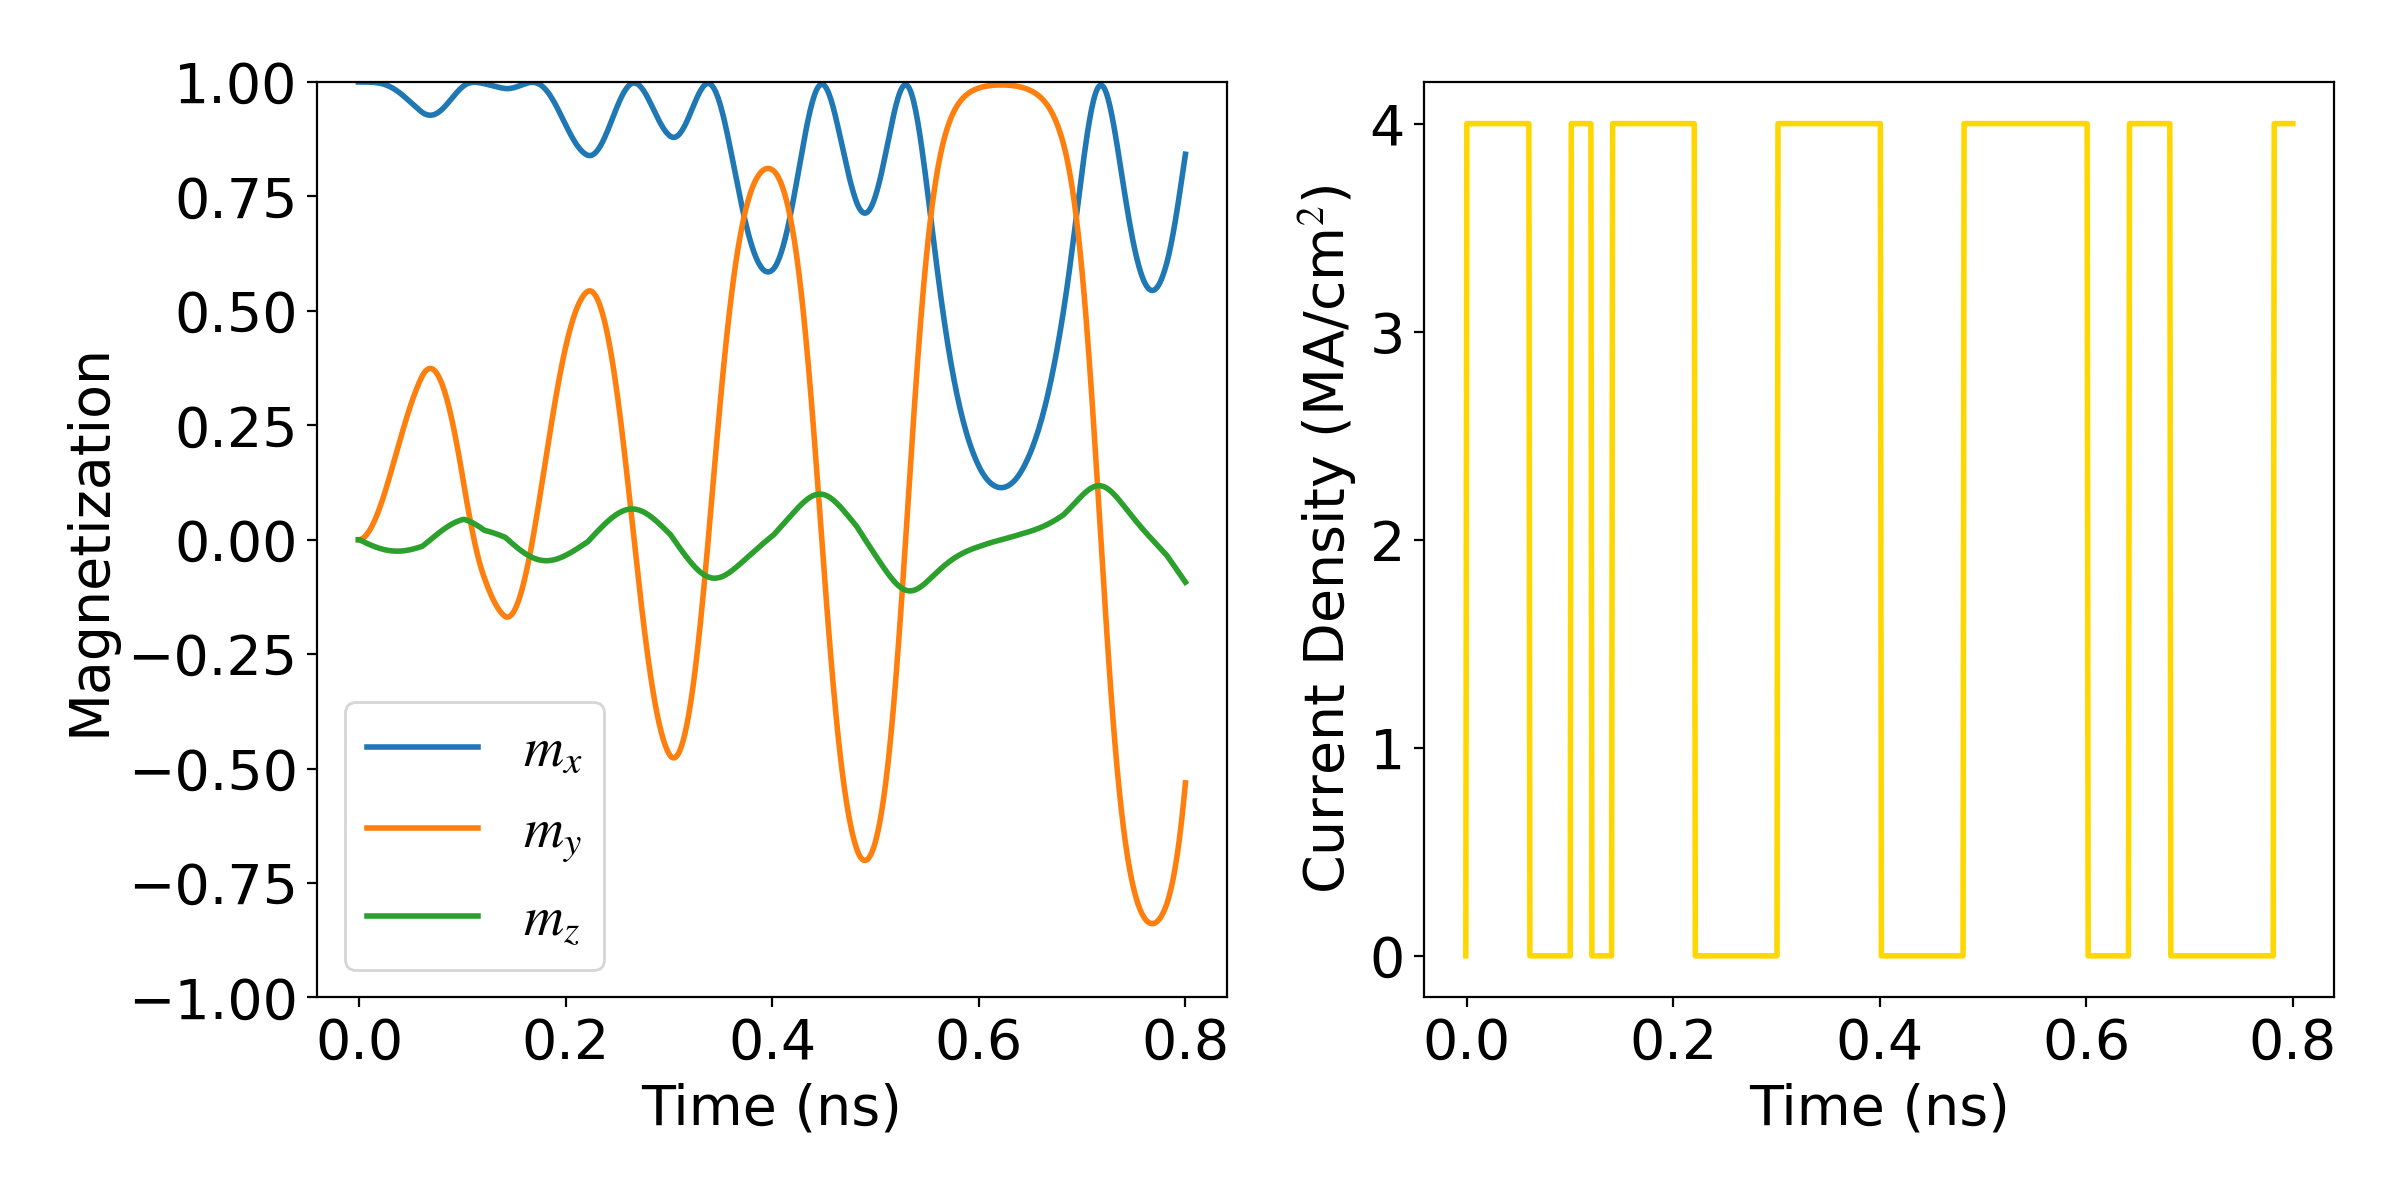 Magnetization
1.00
0.75
0.50
0.25
0.00
−0.25
−0.50
−0.75
−1.00
m_x
m_y
m_z
0.0 0.2 0.4 0.6 0.8
Time (ns)
Current Density (MA/cm²)
4
3
2
1
0
0.0 0.2 0.4 0.6 0.8
Time (ns)